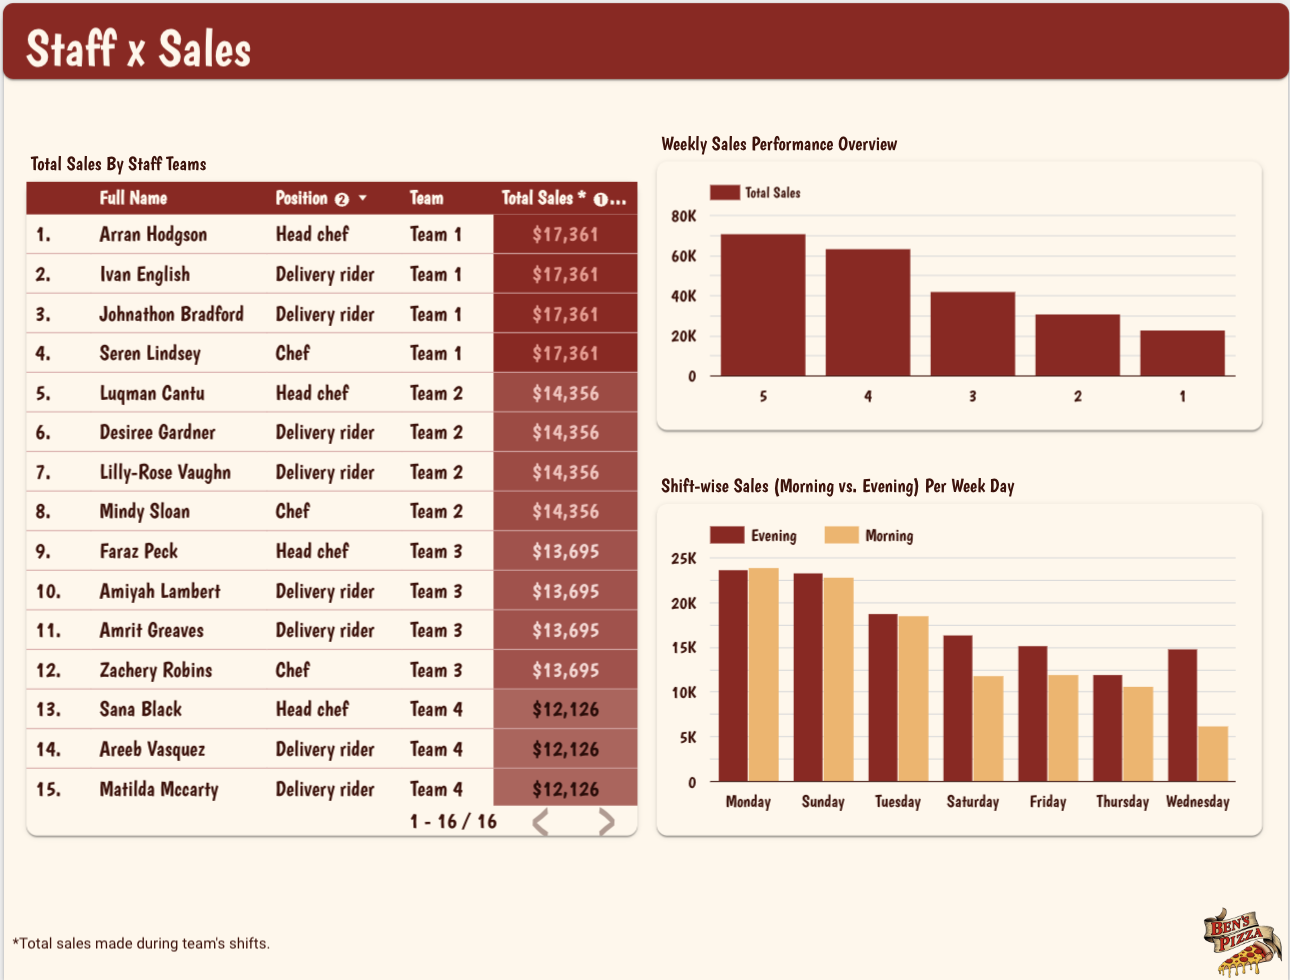 Staff x Sales
Total Sales By Staff Teams
Full Name Position 2 Team Total Sales * 1...
1. Arran Hodgson Head chef Team 1 $17,361
2. Ivan English Delivery rider Team 1 $17,361
3. Johnathon Bradford Delivery rider Team 1 $17,361
4. Seren Lindsey Chef Team 1 $17,361
5. Luqman Cantu Head chef Team 2 $14,356
6. Desiree Gardner Delivery rider Team 2 $14,356
7. Lilly-Rose Vaughn Delivery rider Team 2 $14,356
8. Mindy Sloan Chef Team 2 $14,356
9. Faraz Peck Head chef Team 3 $13,695
10. Amiyah Lambert Delivery rider Team 3 $13,695
11. Amrit Greaves Delivery rider Team 3 $13,695
12. Zachery Robins Chef Team 3 $13,695
13. Sana Black Head chef Team 4 $12,126
14. Areeb Vasquez Delivery rider Team 4 $12,126
15. Matilda Mccarty Delivery rider Team 4 $12,126
1 - 16 / 16
Weekly Sales Performance Overview
Total Sales
80K
60K
40K
20K
0
5 4 3 2 1
Shift-wise Sales (Morning vs. Evening) Per Week Day
Evening Morning
25K
20K
15K
10K
5K
0
Monday Sunday Tuesday Saturday Friday Thursday Wednesday
*Total sales made during team's shifts.
BEN'S
PIZZA